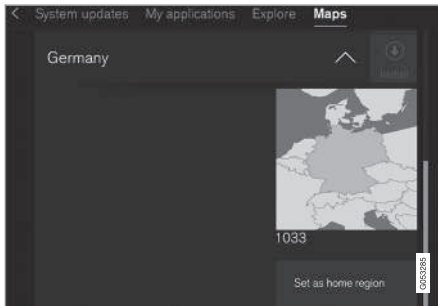 System updates My applications Explore Maps
Germany
1033
Set as home region
G053285